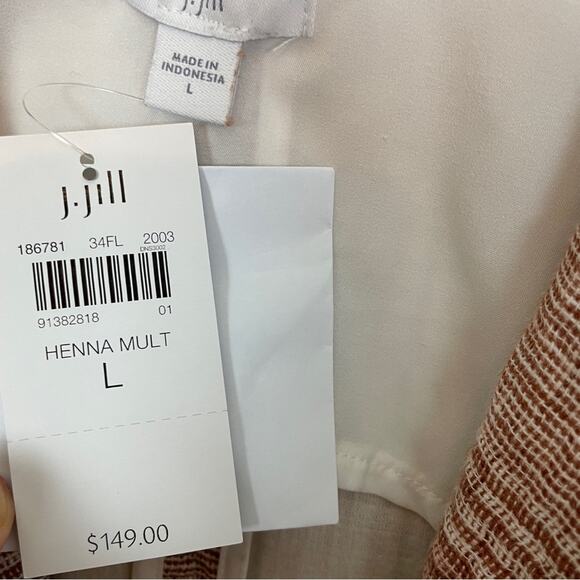 j.jill
MADE IN
INDONESIA
L
j.jill
186781 34FL 2003
DNS3002
91382818 01
HENNA MULT
L
$149.00